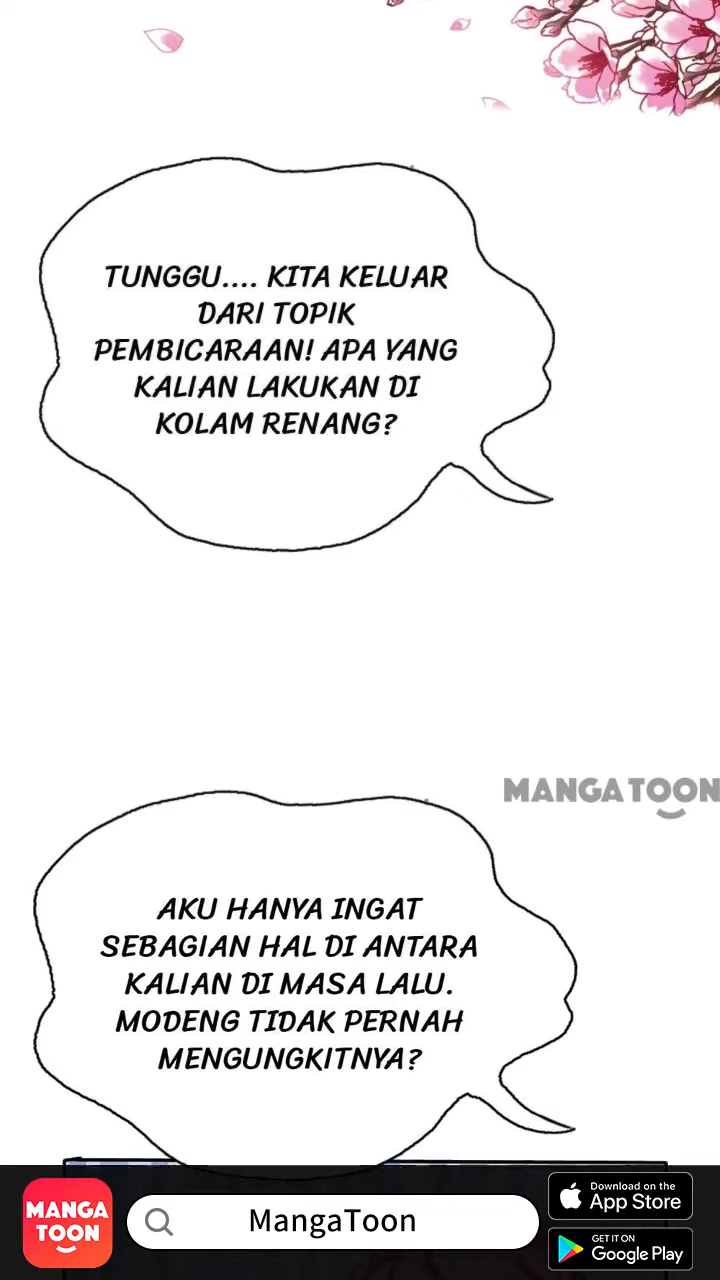 TUNGGU.... KITA KELUAR
DARI TOPIK
PEMBICARAAN! APA YANG
KALIAN LAKUKAN DI
KOLAM RENANG?
MANGATOON
AKU HANYA INGAT
SEBAGIAN HAL DI ANTARA
KALIAN DI MASA LALU.
MODENG TIDAK PERNAH
MENGUNGKITNYA?
MANGA
TOON
MangaToon
Download on the
App Store
GET IT ON
Google Play